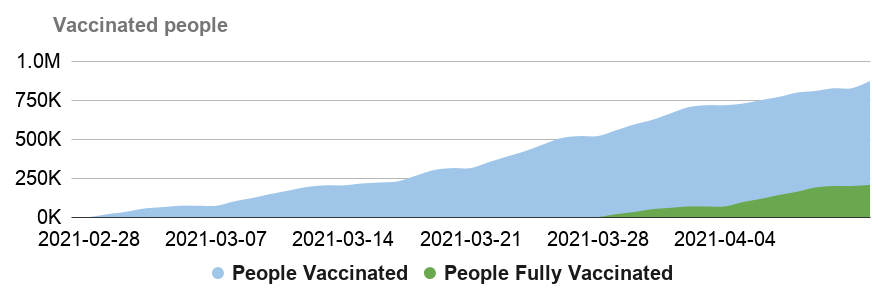 Vaccinated people
1.0M
750K
500K
250K
0K
2021-02-28 2021-03-07 2021-03-14 2021-03-21 2021-03-28 2021-04-04
People Vaccinated People Fully Vaccinated